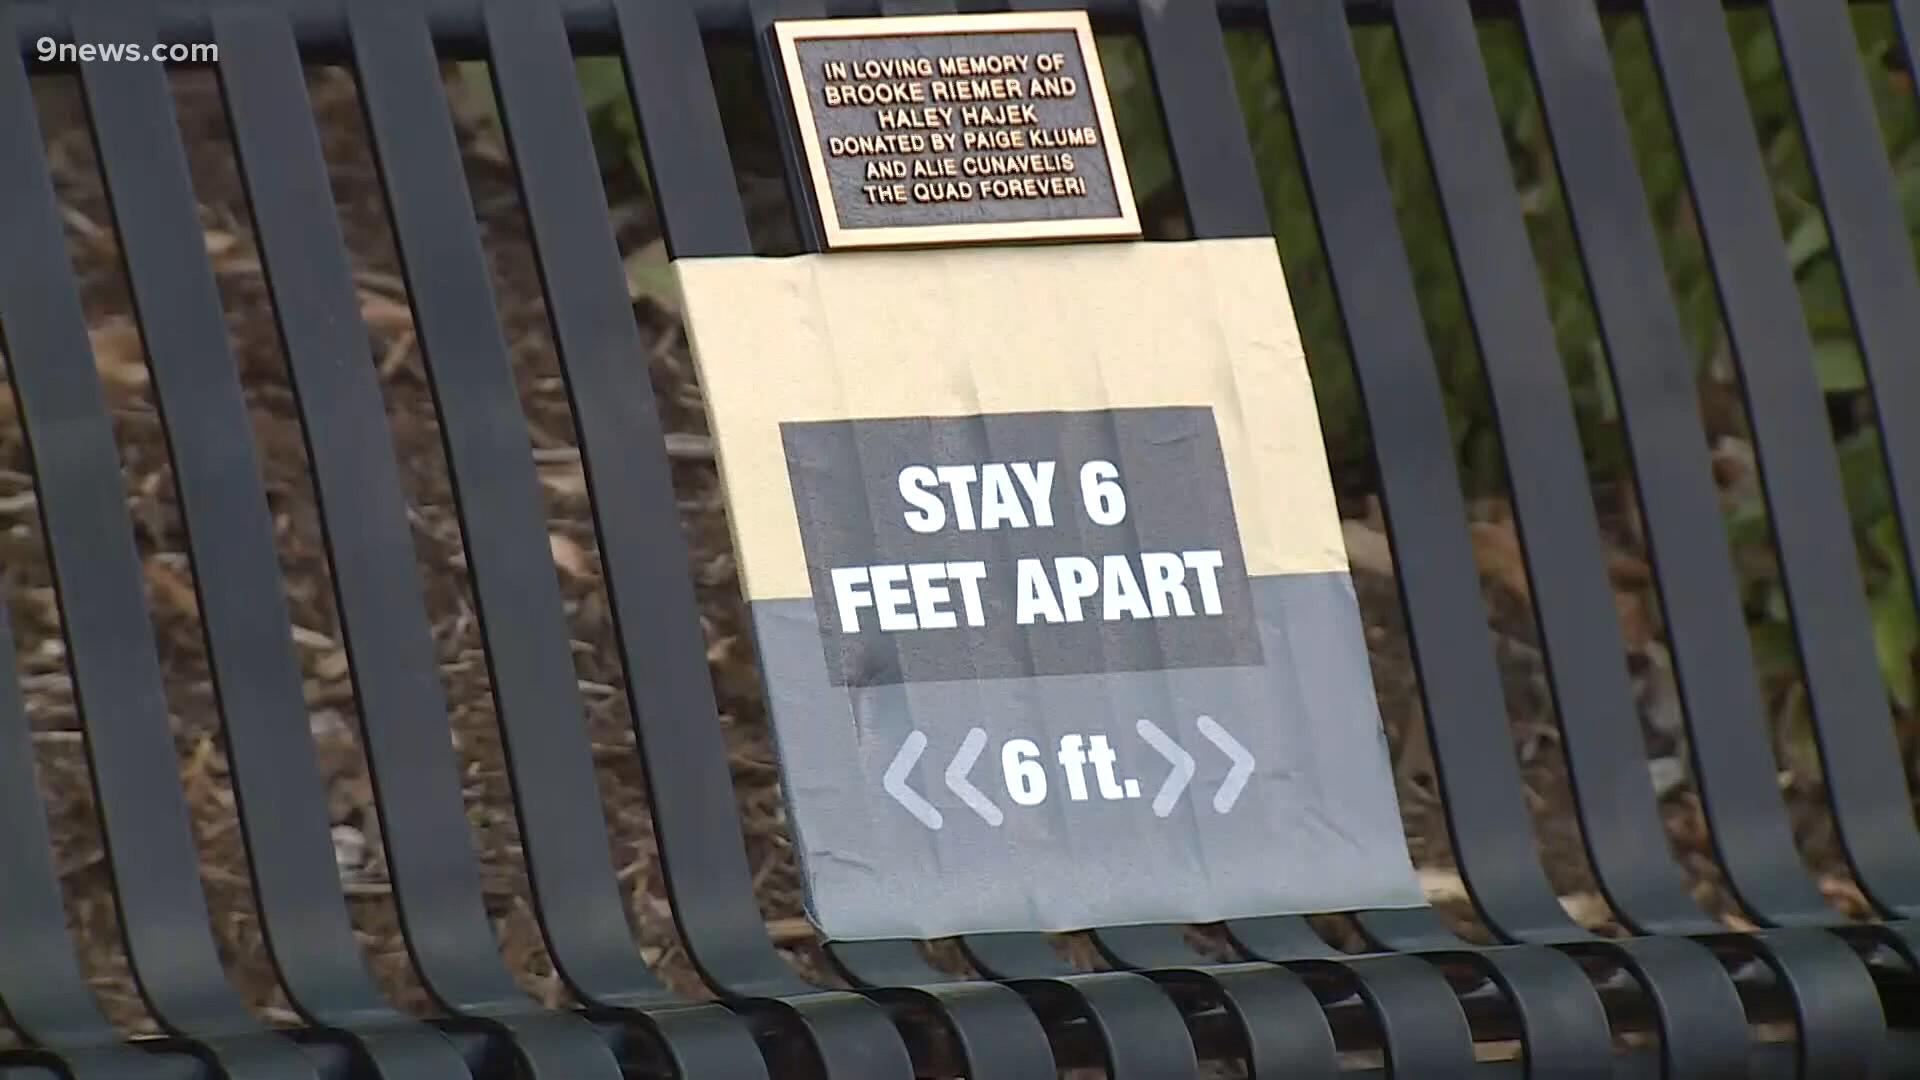 9news.com
IN LOVING MEMORY OF
BROOKE RIEMER AND
HALEY HAJEK
DONATED BY PAIGE KLUMB
AND ALIE CUNAVELIS
THE QUAD FOREVER!
STAY 6
FEET APART
<< 6 ft. >>